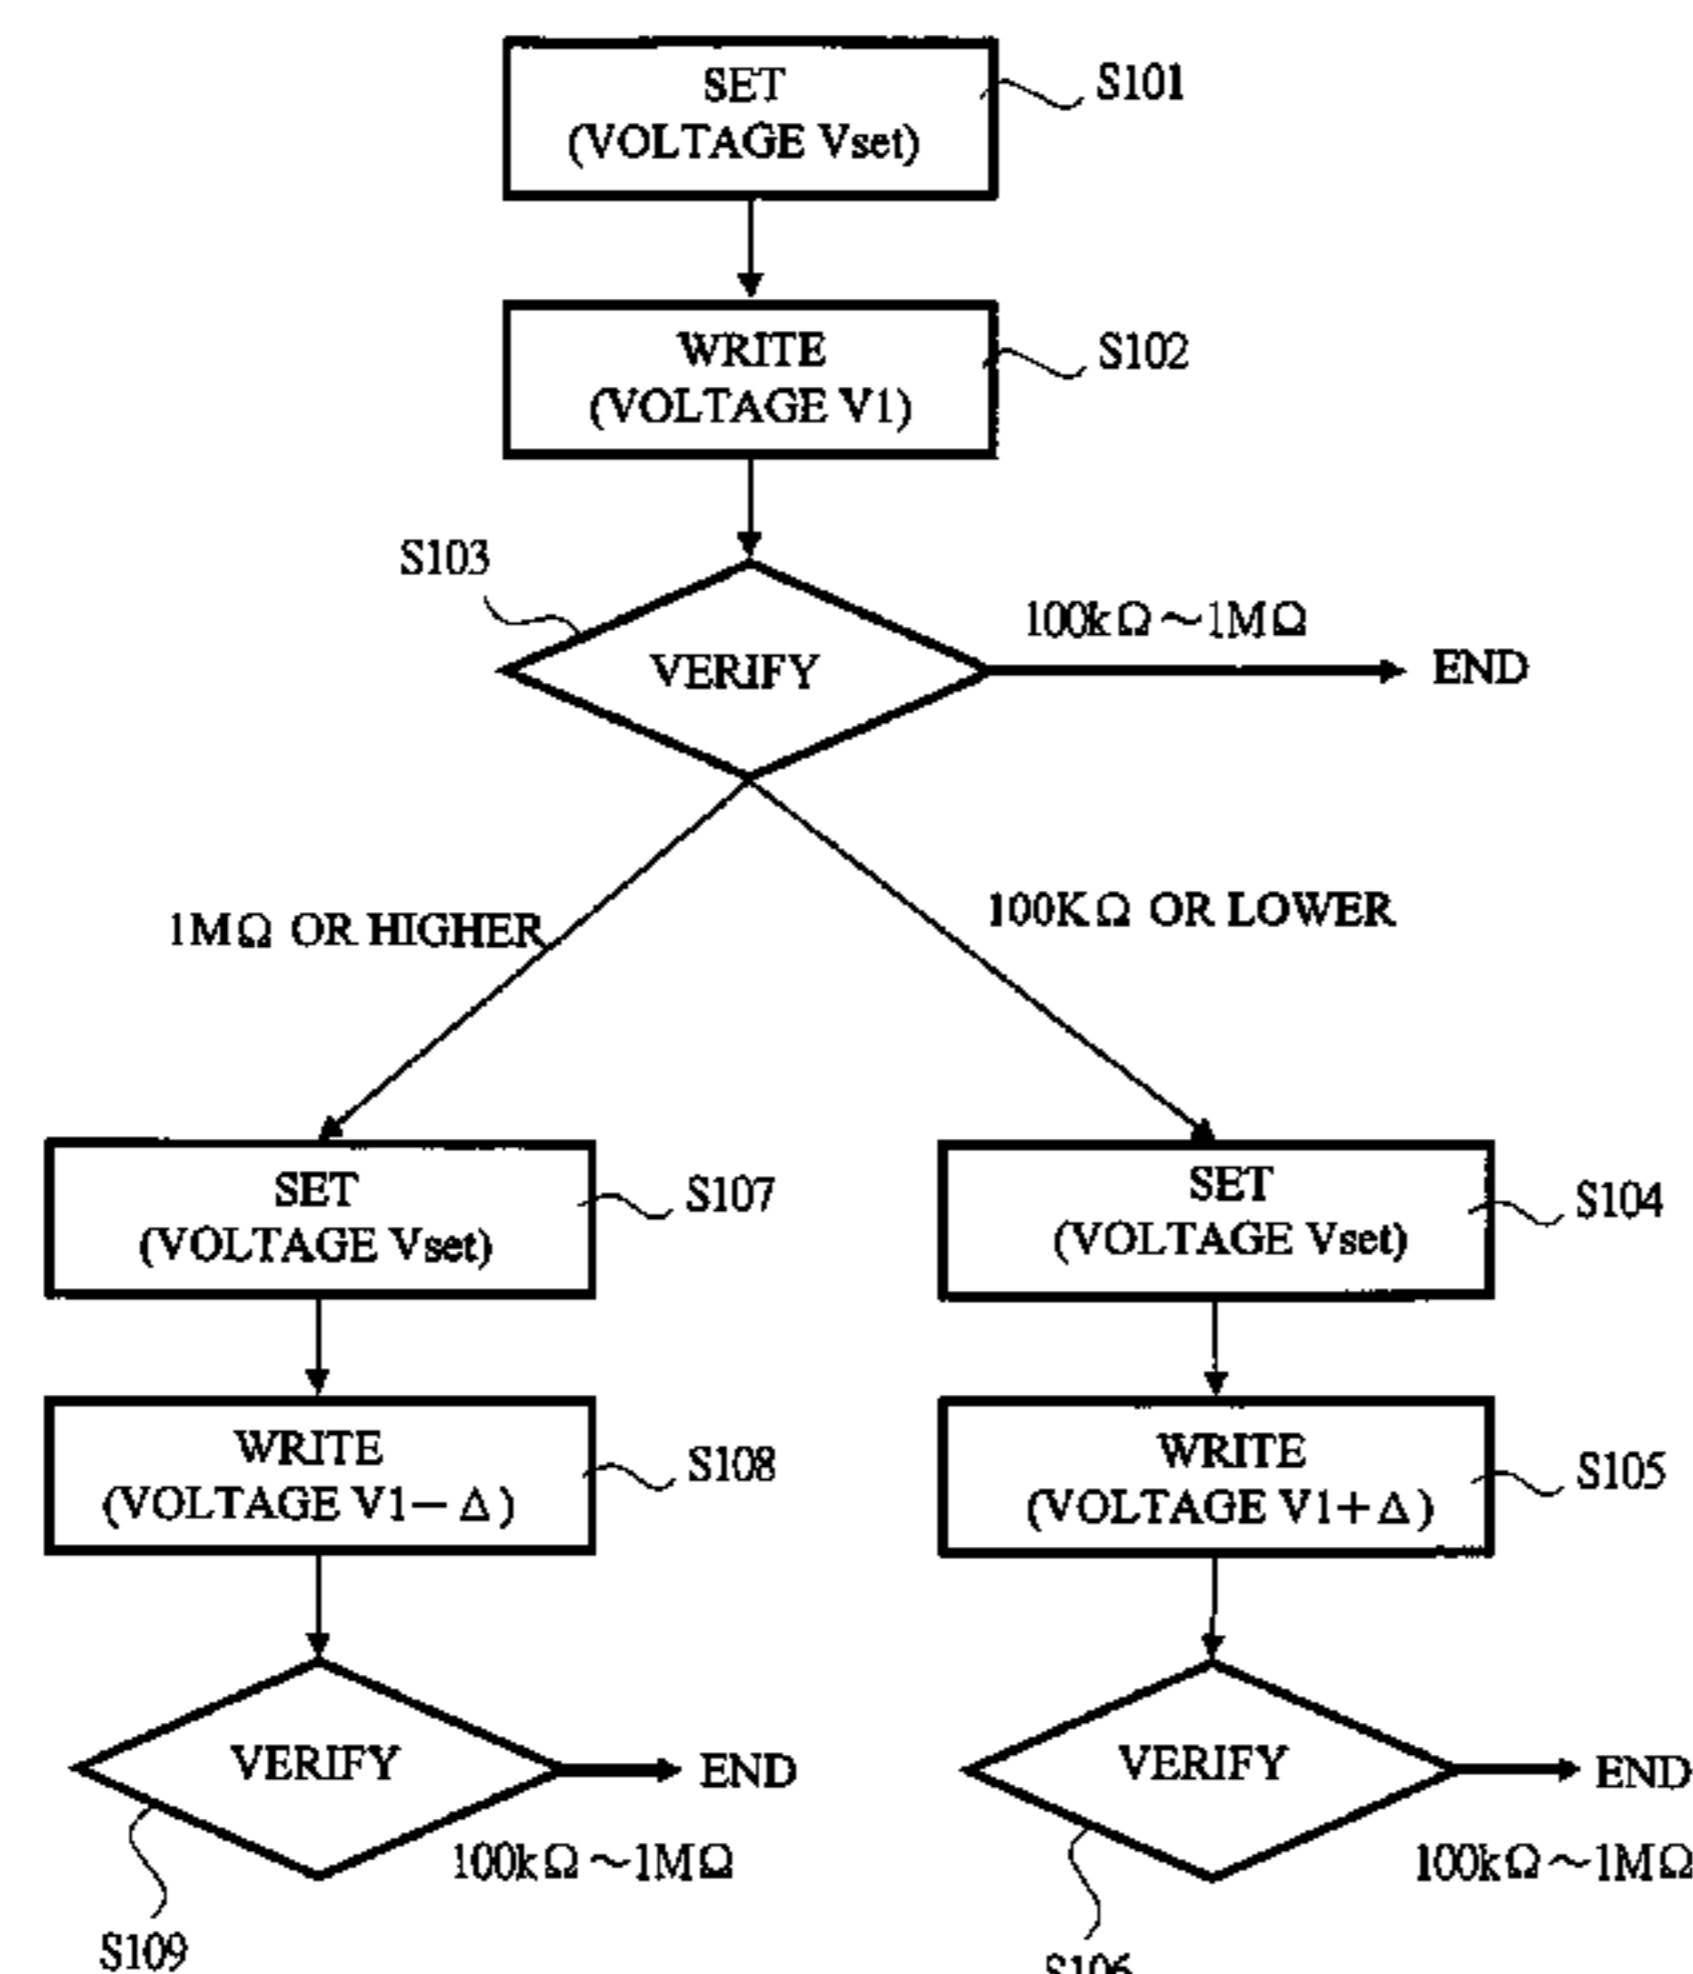 SET
(VOLTAGE Vset)
S101
WRITE
(VOLTAGE V1)
S102
S103
VERIFY
100kΩ～1MΩ
END
1MΩ OR HIGHER
100KΩ OR LOWER
SET
(VOLTAGE Vset)
S107
SET
(VOLTAGE Vset)
S104
WRITE
(VOLTAGE V1－Δ)
S108
WRITE
(VOLTAGE V1＋Δ)
S105
VERIFY
END
100kΩ～1MΩ
S109
VERIFY
END
100kΩ～1MΩ
S106